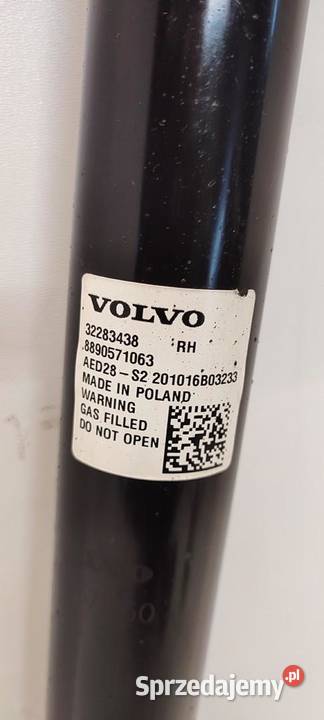 VOLVO
32283438 RH
8890571063
AED28-S2 201016B03233
MADE IN POLAND
WARNING
GAS FILLED
DO NOT OPEN
Sprzedajemy.pl